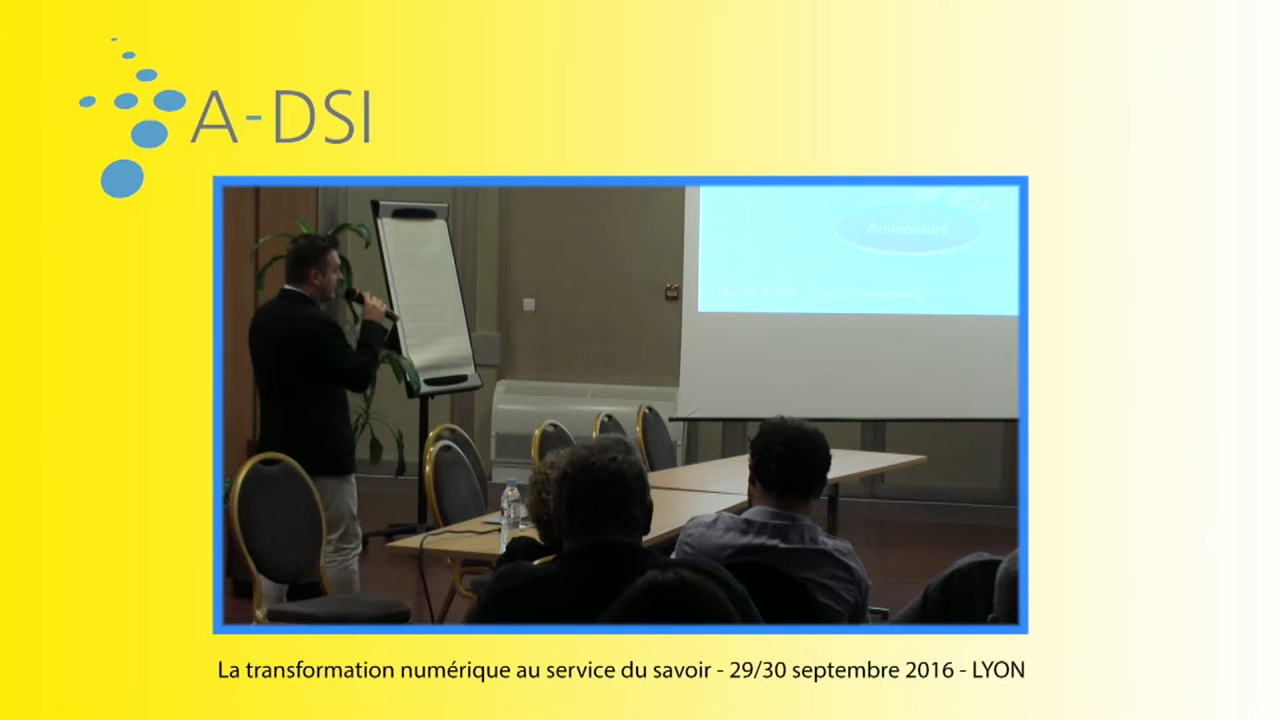 A-DSI
Annonceurs
La transformation numérique au service du savoir - 29/30 septembre 2016 - LYON